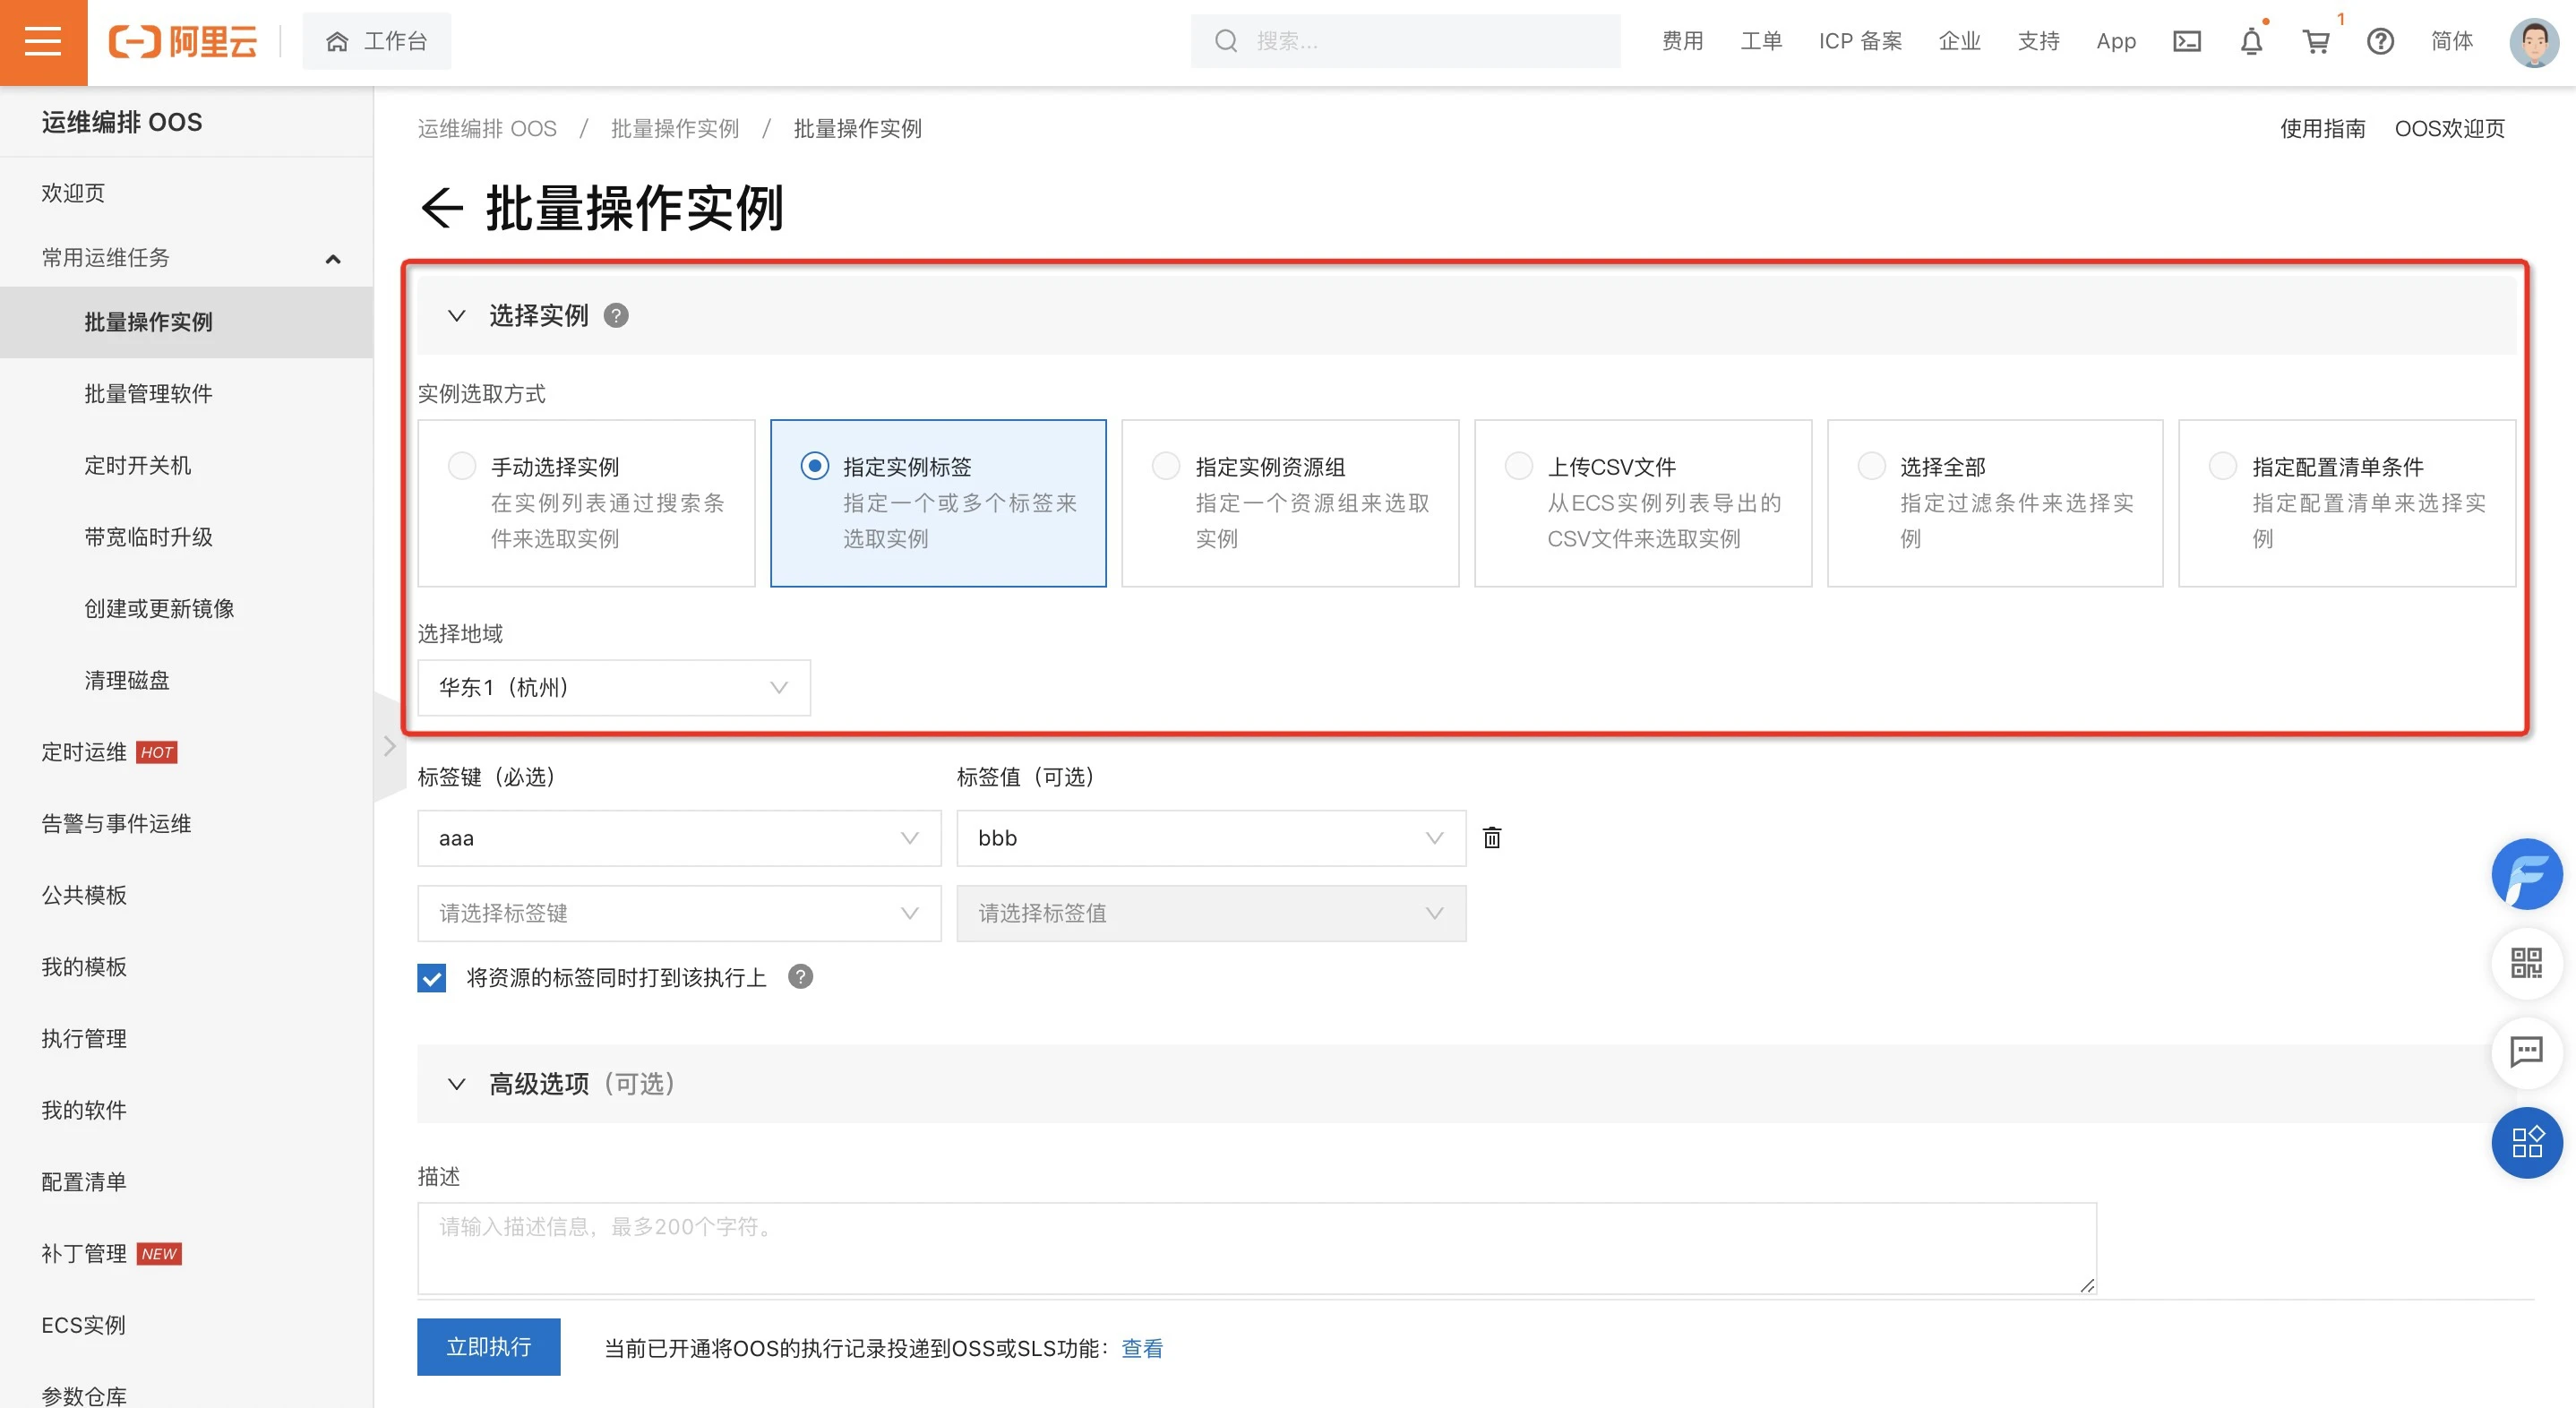 阿里云
工作台
搜索...
费用
工单
ICP 备案
企业
支持
App
1
简体
运维编排 OOS
欢迎页
常用运维任务
批量操作实例
批量管理软件
定时开关机
带宽临时升级
创建或更新镜像
清理磁盘
定时运维 HOT
告警与事件运维
公共模板
我的模板
执行管理
我的软件
配置清单
补丁管理 NEW
ECS实例
参数仓库
运维编排 OOS / 批量操作实例 / 批量操作实例
使用指南 OOS欢迎页
批量操作实例
选择实例 ?
实例选取方式
手动选择实例
在实例列表通过搜索条
件来选取实例
指定实例标签
指定一个或多个标签来
选取实例
指定实例资源组
指定一个资源组来选取
实例
上传CSV文件
从ECS实例列表导出的
CSV文件来选取实例
选择全部
指定过滤条件来选择实
例
指定配置清单条件
指定配置清单来选择实
例
选择地域
华东1（杭州）
标签键（必选）
标签值（可选）
aaa
bbb
请选择标签键
请选择标签值
将资源的标签同时打到该执行上 ?
高级选项（可选）
描述
请输入描述信息，最多200个字符。
立即执行
当前已开通将OOS的执行记录投递到OSS或SLS功能：查看